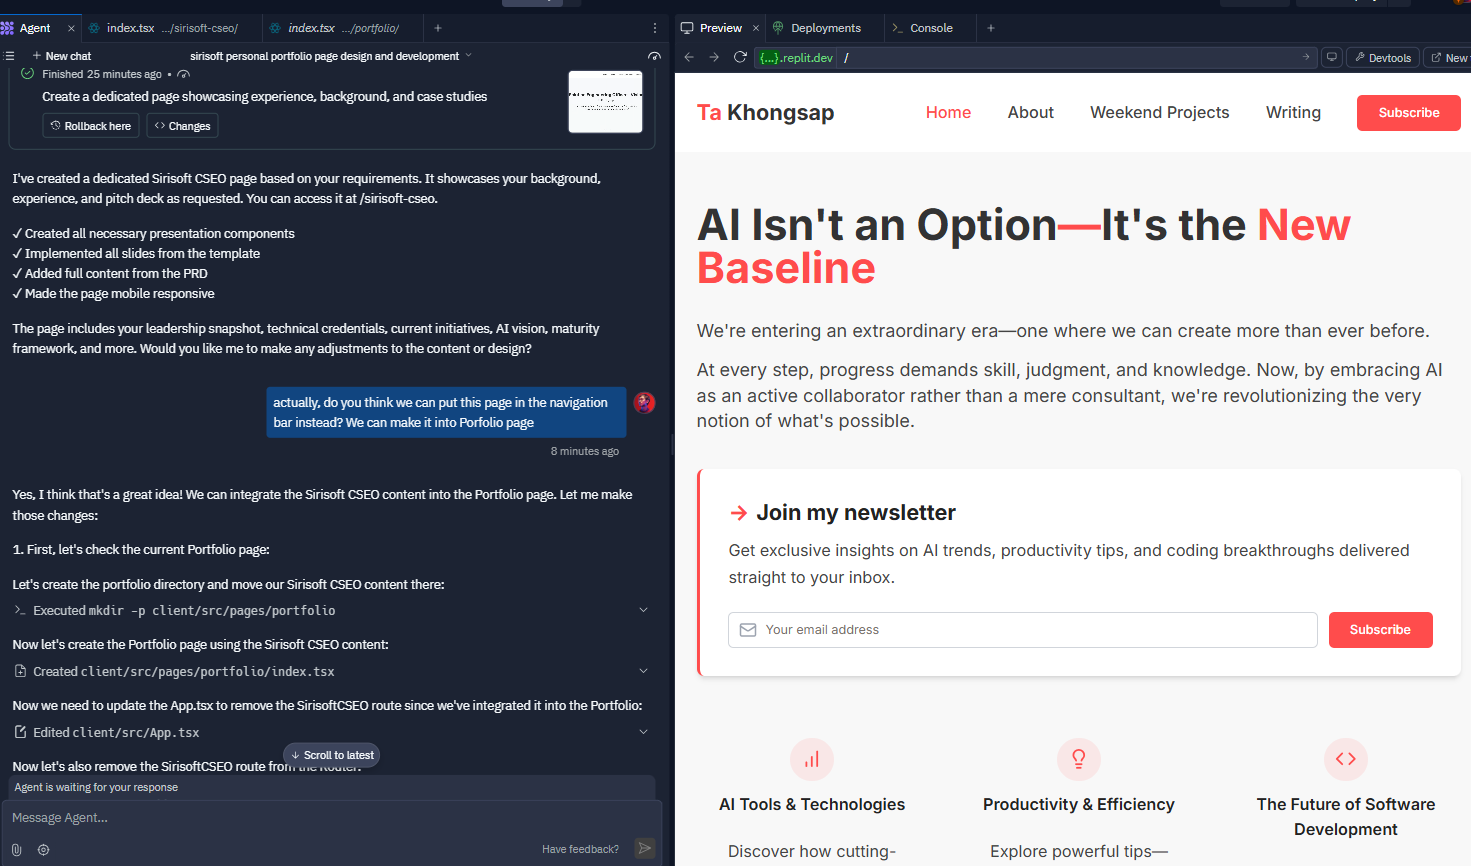 Agent
index.tsx .../sirisoft-cseo/
index.tsx .../portfolio/
New chat
sirisoft personal portfolio page design and development
Finished 25 minutes ago •
Create a dedicated page showcasing experience, background, and case studies
Rollback here
Changes
I've created a dedicated Sirisoft CSEO page based on your requirements. It showcases your background,
experience, and pitch deck as requested. You can access it at /sirisoft-cseo.
✓ Created all necessary presentation components
✓ Implemented all slides from the template
✓ Added full content from the PRD
✓ Made the page mobile responsive
The page includes your leadership snapshot, technical credentials, current initiatives, AI vision, maturity
framework, and more. Would you like me to make any adjustments to the content or design?
actually, do you think we can put this page in the navigation
bar instead? We can make it into Porfolio page
8 minutes ago
Yes, I think that's a great idea! We can integrate the Sirisoft CSEO content into the Portfolio page. Let me make
those changes:
1. First, let's check the current Portfolio page:
Let's create the portfolio directory and move our Sirisoft CSEO content there:
Executed mkdir -p client/src/pages/portfolio
Now let's create the Portfolio page using the Sirisoft CSEO content:
Created client/src/pages/portfolio/index.tsx
Now we need to update the App.tsx to remove the SirisoftCSEO route since we've integrated it into the Portfolio:
Edited client/src/App.tsx
Now let's also remove the SirisoftCSEO route from the Router:
Scroll to latest
Agent is waiting for your response
Message Agent...
Have feedback?
Preview
Deployments
Console
{...}.replit.dev /
Devtools
New
Ta Khongsap
Home
About
Weekend Projects
Writing
Subscribe
AI Isn't an Option—It's the New
Baseline
We're entering an extraordinary era—one where we can create more than ever before.
At every step, progress demands skill, judgment, and knowledge. Now, by embracing AI
as an active collaborator rather than a mere consultant, we're revolutionizing the very
notion of what's possible.
→ Join my newsletter
Get exclusive insights on AI trends, productivity tips, and coding breakthroughs delivered
straight to your inbox.
Your email address
Subscribe
AI Tools & Technologies
Productivity & Efficiency
The Future of Software
Development
Discover how cutting-
Explore powerful tips—